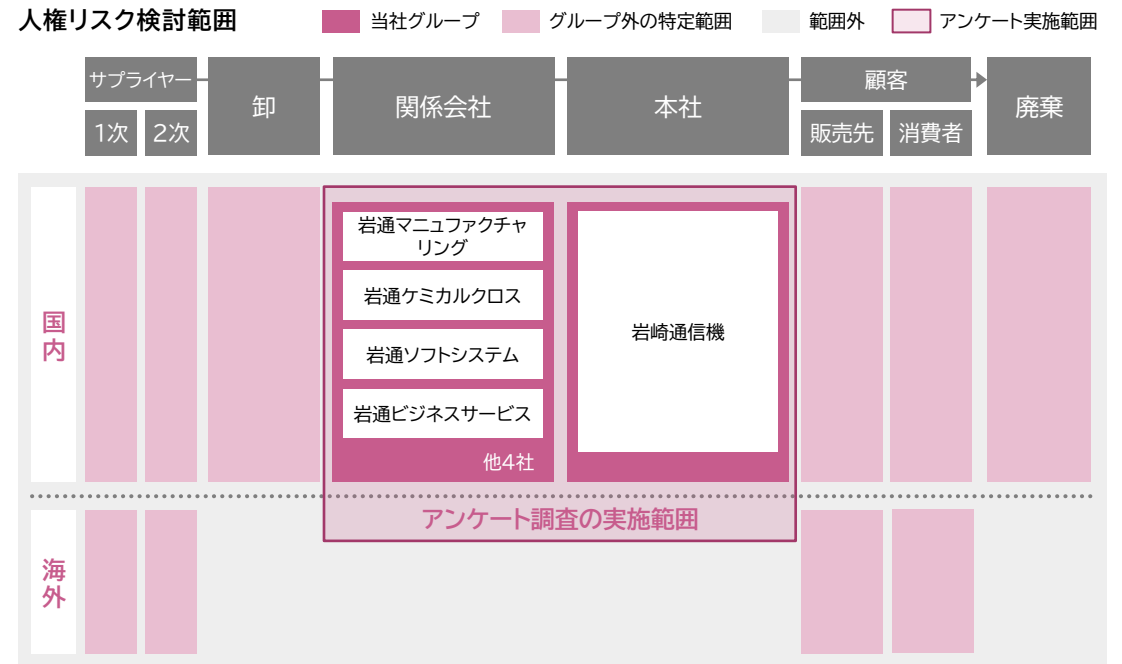 人権リスク検討範囲
当社グループ
グループ外の特定範囲
範囲外
アンケート実施範囲
サプライヤー
1次
2次
卸
関係会社
本社
顧客
販売先
消費者
廃棄
国内
岩通マニュファクチャ
リング
岩通ケミカルクロス
岩通ソフトシステム
岩通ビジネスサービス
他4社
岩崎通信機
アンケート調査の実施範囲
海外